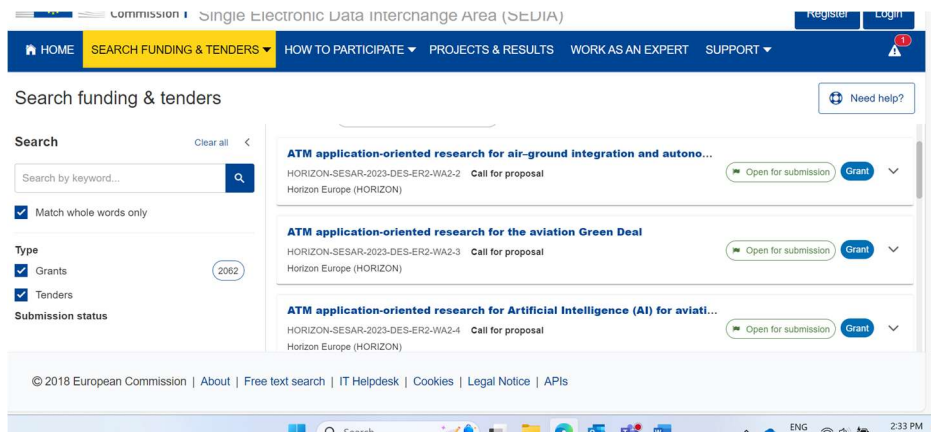 Commission | Single Electronic Data Interchange Area (SEDIA)
Register Login
HOME SEARCH FUNDING & TENDERS HOW TO PARTICIPATE PROJECTS & RESULTS WORK AS AN EXPERT SUPPORT 1
Search funding & tenders
Need help?
Search Clear all
Search by keyword...
Match whole words only
Type
Grants 2062
Tenders
Submission status
ATM application-oriented research for air–ground integration and autono...
HORIZON-SESAR-2023-DES-ER2-WA2-2 Call for proposal
Horizon Europe (HORIZON)
Open for submission Grant
ATM application-oriented research for the aviation Green Deal
HORIZON-SESAR-2023-DES-ER2-WA2-3 Call for proposal
Horizon Europe (HORIZON)
Open for submission Grant
ATM application-oriented research for Artificial Intelligence (AI) for aviati...
HORIZON-SESAR-2023-DES-ER2-WA2-4 Call for proposal
Horizon Europe (HORIZON)
Open for submission Grant
© 2018 European Commission | About | Free text search | IT Helpdesk | Cookies | Legal Notice | APIs
Search
ENG
2:33 PM